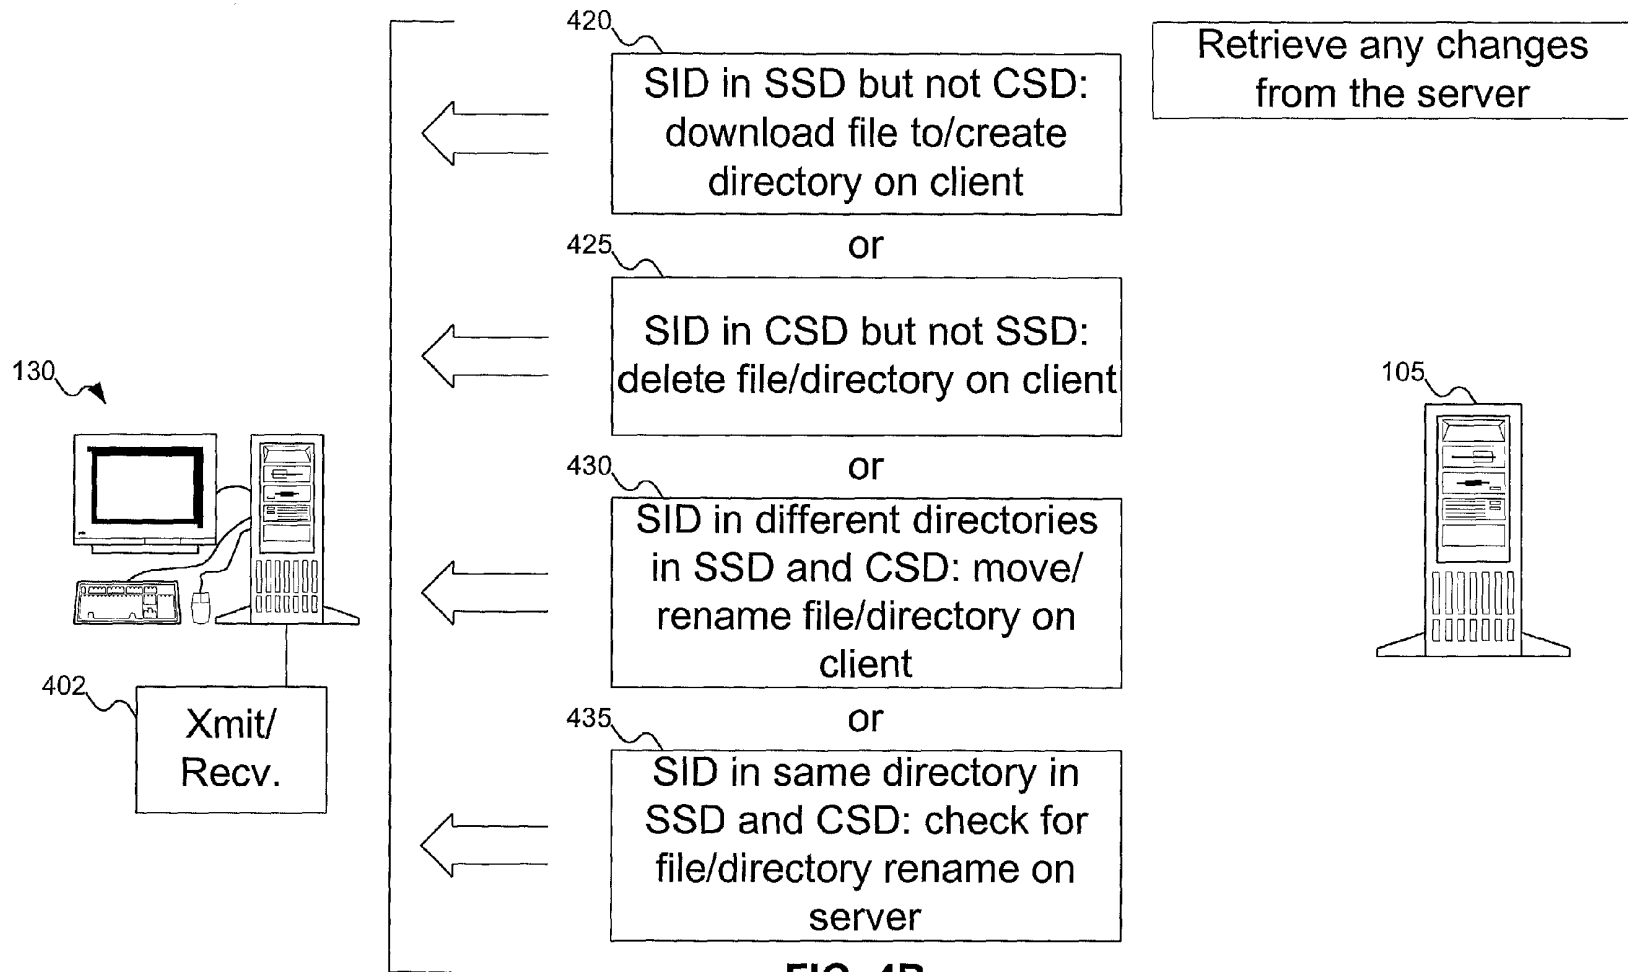 420
SID in SSD but not CSD:
download file to/create
directory on client
Retrieve any changes
from the server
or
425
SID in CSD but not SSD:
delete file/directory on client
or
130
105
430
SID in different directories
in SSD and CSD: move/
rename file/directory on
client
or
402
Xmit/
Recv.
435
SID in same directory in
SSD and CSD: check for
file/directory rename on
server
FIG. 4B